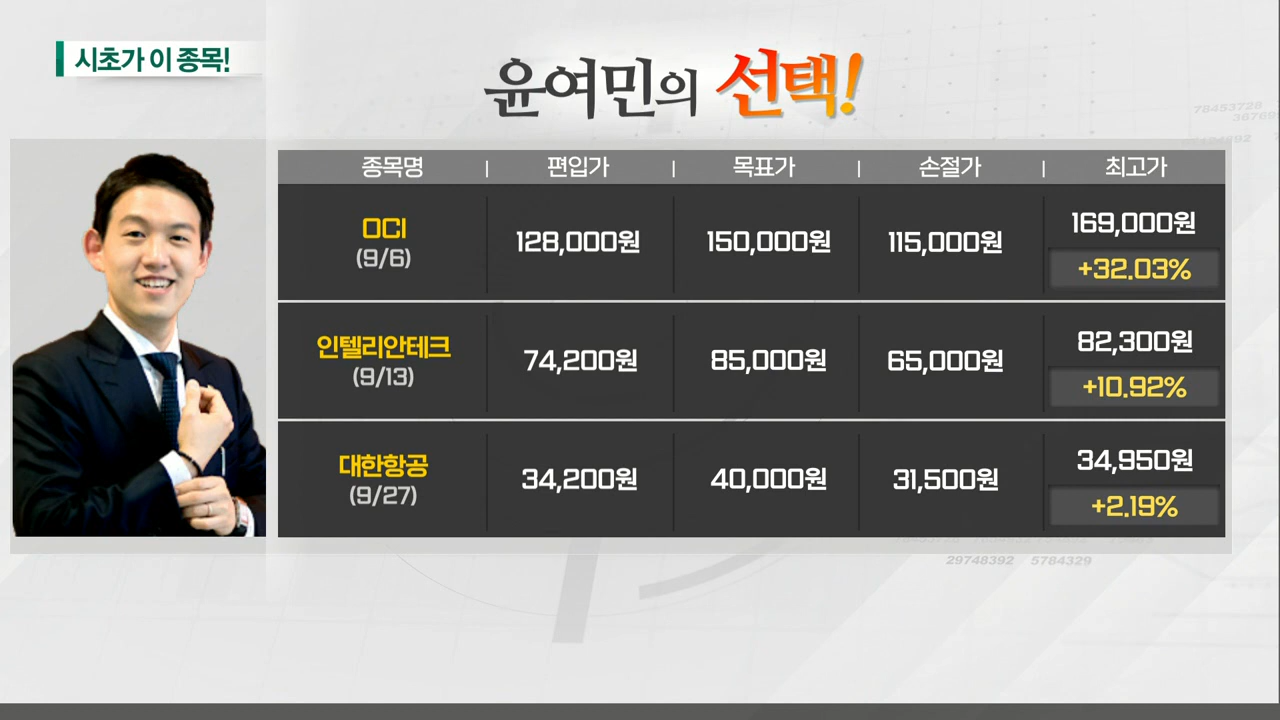 시초가 이 종목!
윤여민의 선택!
78453728
종목명 | 편입가 | 목표가 | 손절가 | 최고가
OCI
(9/6)
128,000원
150,000원
115,000원
169,000원
+32.03%
인텔리안테크
(9/13)
74,200원
85,000원
65,000원
82,300원
+10.92%
대한항공
(9/27)
34,200원
40,000원
31,500원
34,950원
+2.19%
29748392 5784329